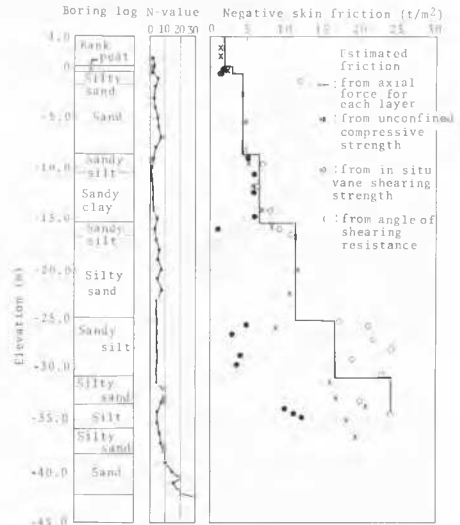 Boring log N-value Negative skin friction (t/m²)
0 10 20 30 0 5 10 15 20 25 30
4.0
Bank
peat
0
Silty
sand
-5.0
Sand
-10.0
Sandy
silt
Sandy
clay
-15.0
Sandy
silt
-20.0
Silty
sand
-25.0
Sandy
silt
-30.0
Silty
sand
-35.0
Silt
Silty
sand
-40.0
Sand
-45.0
Elevation (m)
Estimated
friction
:from axial
force for
each layer
:from unconfined
compressive
strength
:from in situ
vane shearing
strength
:from angle of
shearing
resistance